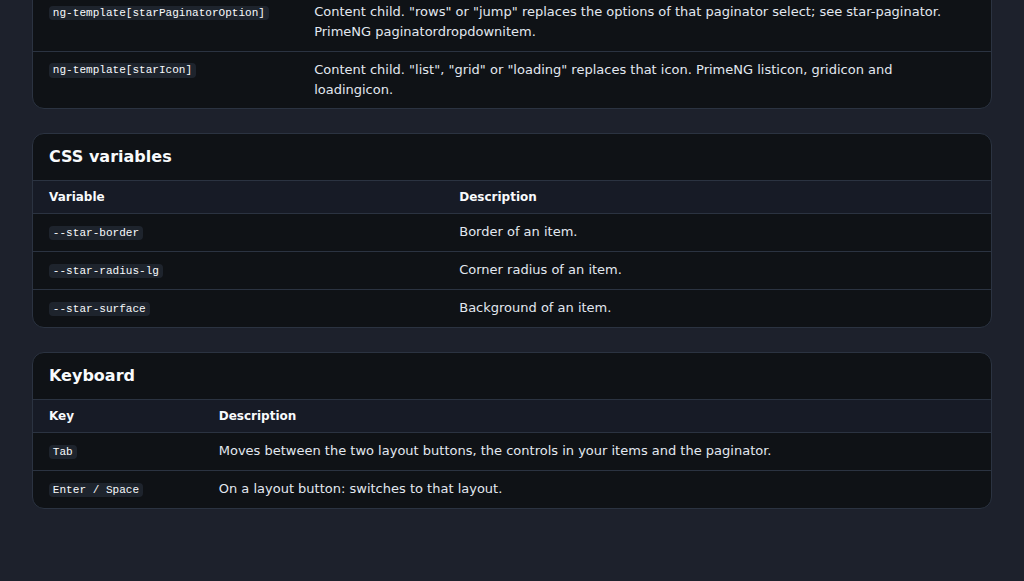 ng-template[starPaginatorOption] Content child. "rows" or "jump" replaces the options of that paginator select; see star-paginator.
PrimeNG paginatordropdownitem.
ng-template[starIcon] Content child. "list", "grid" or "loading" replaces that icon. PrimeNG listicon, gridicon and
loadingicon.
CSS variables
Variable Description
--star-border Border of an item.
--star-radius-lg Corner radius of an item.
--star-surface Background of an item.
Keyboard
Key Description
Tab Moves between the two layout buttons, the controls in your items and the paginator.
Enter / Space On a layout button: switches to that layout.